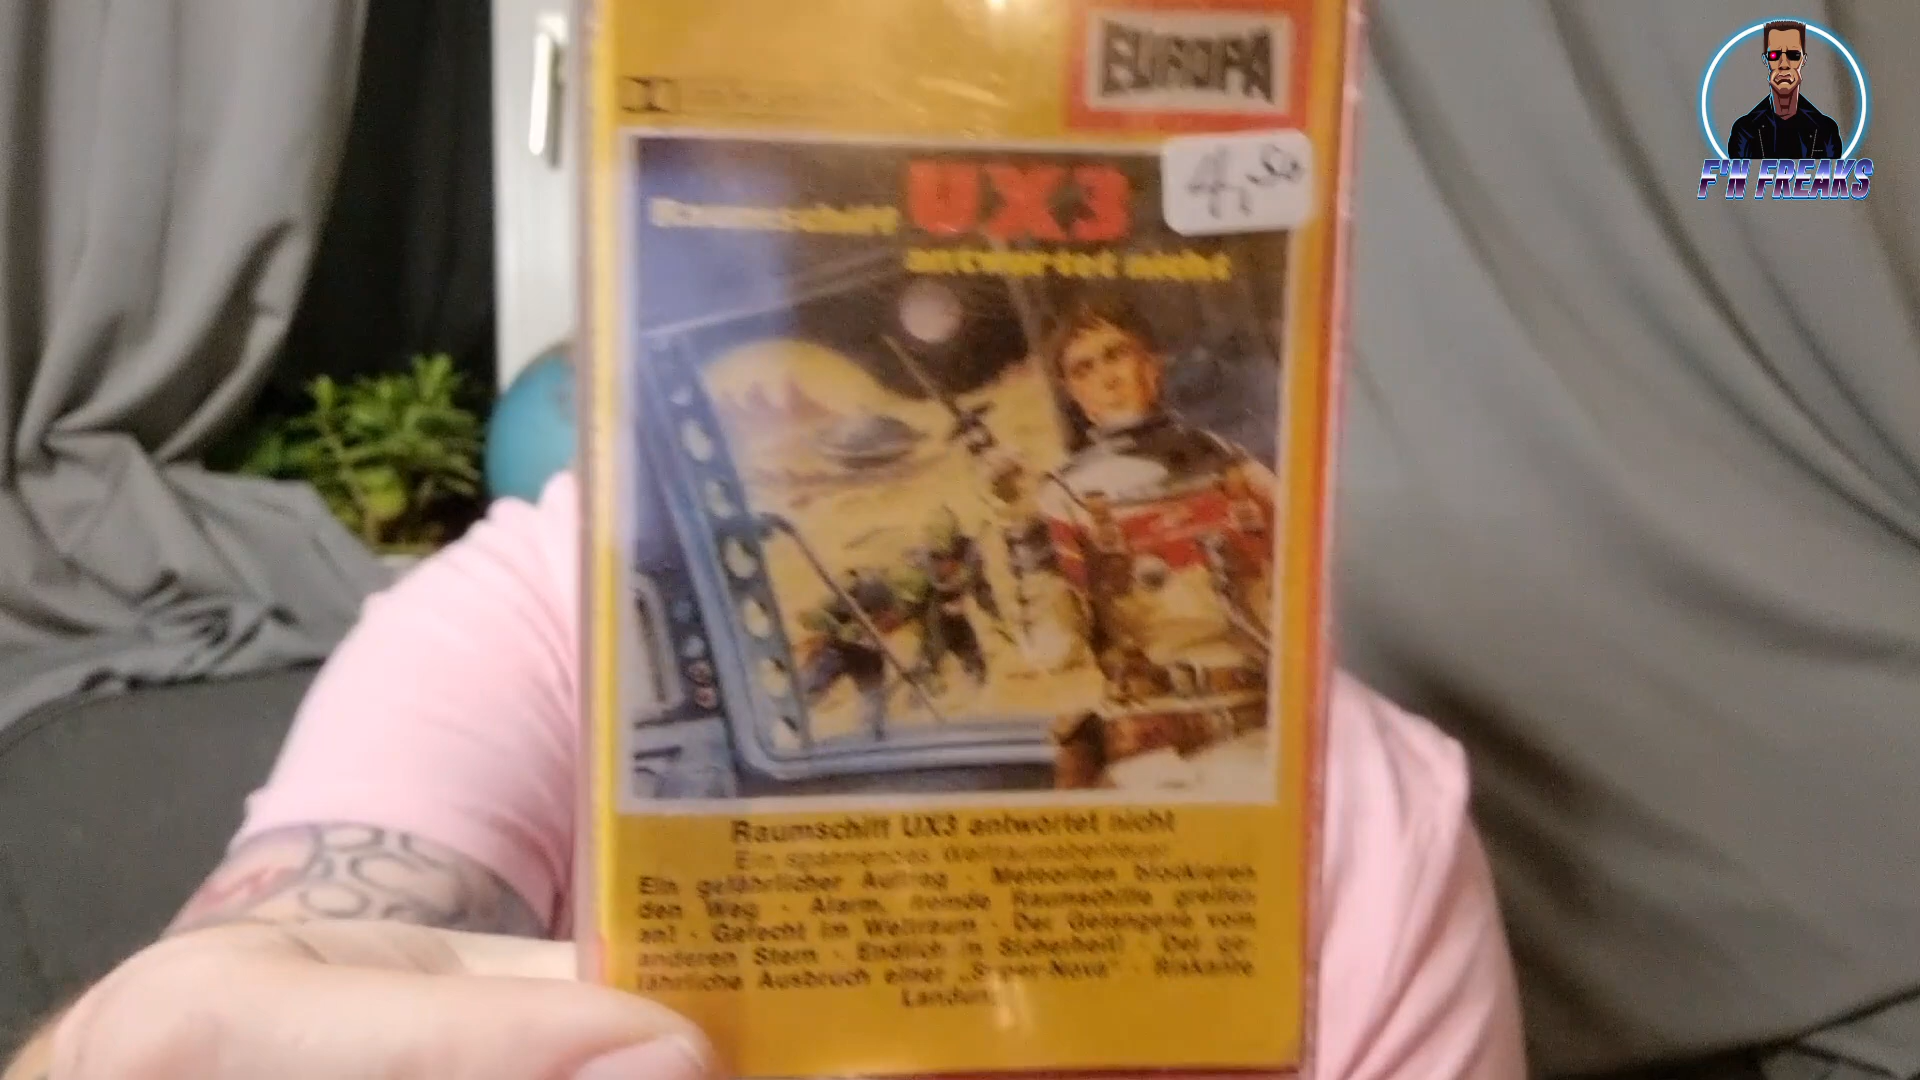 EUROPA
F'N FREAKS
UX3
Raumschiff
antwortet nicht
Raumschiff UX3 antwortet nicht
Ein spannendes Weltraumabenteuer
Ein gefährlicher Auftrag · Meteoriten blockieren
den Weg · Alarm, fremde Raumschiffe greifen
an! · Gefecht im Weltraum · Der Gefangene vom
anderen Stern · Endlich in Sicherheit! · Der ge-
fährliche Ausbruch einer „Super-Nova" · Riskante
Landung